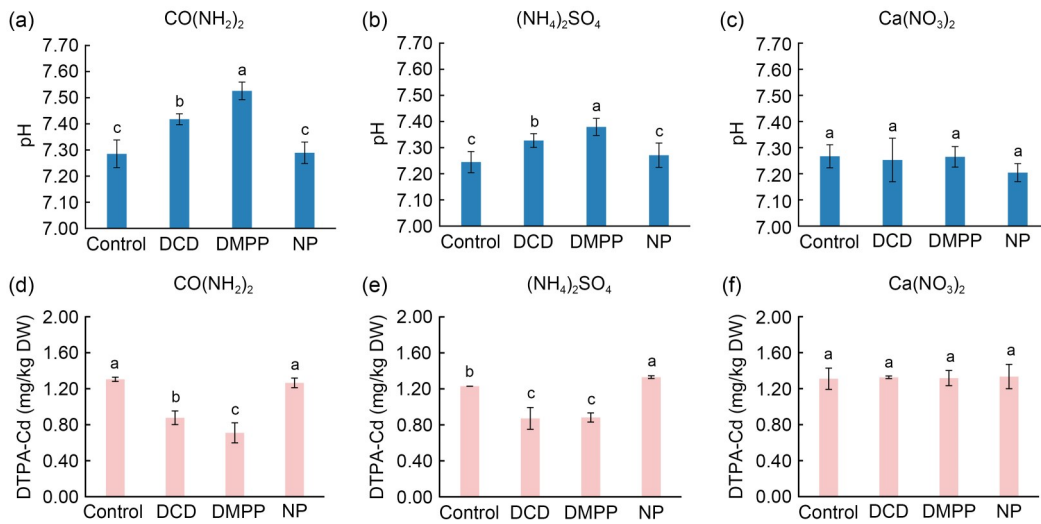 (a) CO(NH₂)₂
pH
7.70
7.60
7.50
7.40
7.30
7.20
7.10
7.00
c b a c
Control DCD DMPP NP
(b) (NH₄)₂SO₄
pH
7.70
7.60
7.50
7.40
7.30
7.20
7.10
7.00
c b a c
Control DCD DMPP NP
(c) Ca(NO₃)₂
pH
7.70
7.60
7.50
7.40
7.30
7.20
7.10
7.00
a a a a
Control DCD DMPP NP
(d) CO(NH₂)₂
DTPA-Cd (mg/kg DW)
2.00
1.60
1.20
0.80
0.40
0.00
a b c a
Control DCD DMPP NP
(e) (NH₄)₂SO₄
DTPA-Cd (mg/kg DW)
2.00
1.60
1.20
0.80
0.40
0.00
b c c a
Control DCD DMPP NP
(f) Ca(NO₃)₂
DTPA-Cd (mg/kg DW)
2.00
1.60
1.20
0.80
0.40
0.00
a a a a
Control DCD DMPP NP